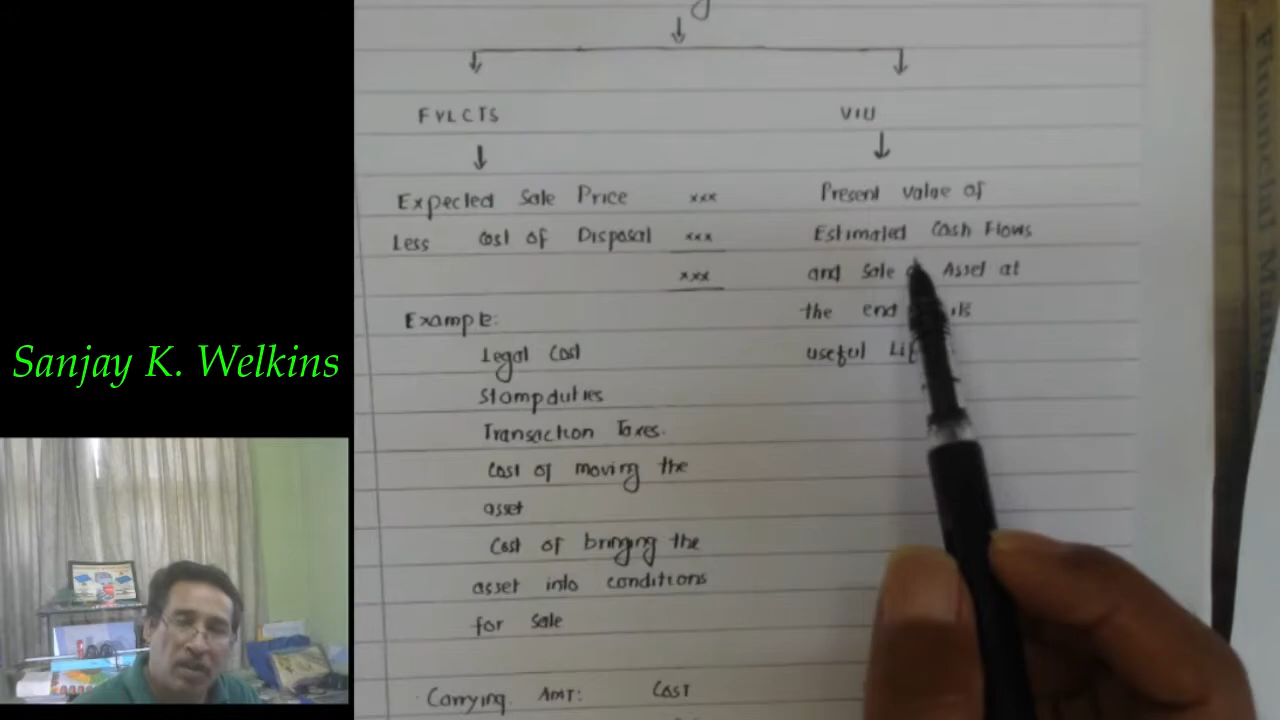 FVLCTS
VIU
Expected Sale Price xxx
Less Cost of Disposal xxx
xxx
Example:
Legal Cost
Stampduties
Transaction Taxes.
Cost of moving the
asset
Cost of bringing the
asset into conditions
for Sale
Present value of
Estimated Cash Flows
and Sale Asset at
the end
useful
Carrying Amt: Cost
Sanjay K. Welkins